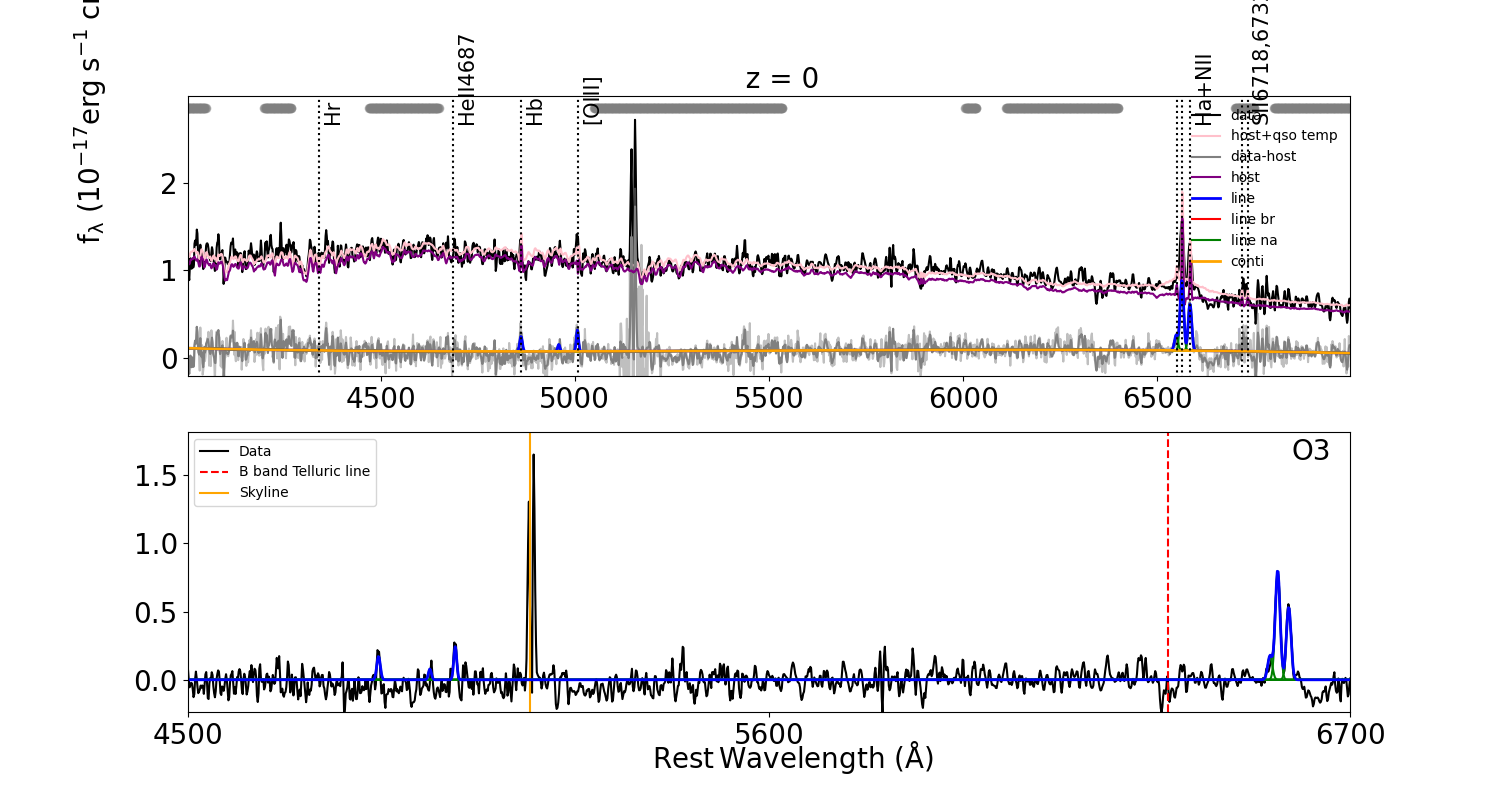 z = 0
fλ (10−17erg s−1 c
Hr
HeII4687
Hb
[OIII]
Ha+NII
SII6718,673
data
host+qso temp
data-host
host
line
line br
line na
conti
2
1
0
4500
5000
5500
6000
6500
O3
Data
B band Telluric line
Skyline
1.5
1.0
0.5
0.0
4500
5600
6700
Rest Wavelength (Å)